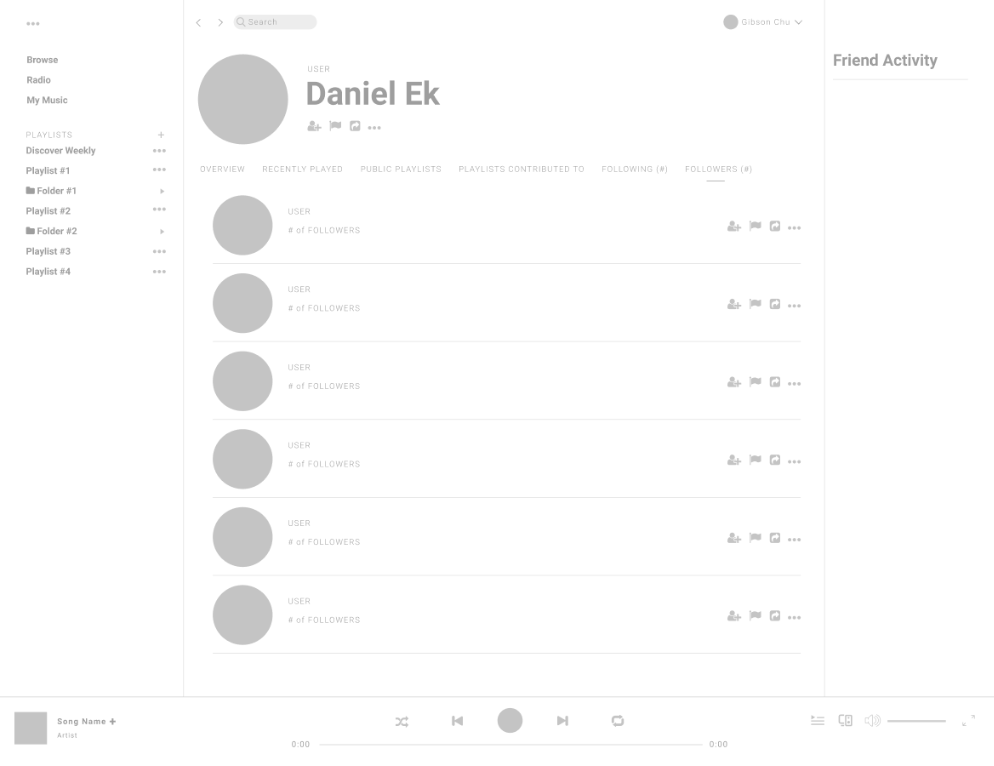 Browse
Radio
My Music
PLAYLISTS +
Discover Weekly
Playlist #1
Folder #1
Playlist #2
Folder #2
Playlist #3
Playlist #4
Search
Gibson Chu
USER
Daniel Ek
OVERVIEW RECENTLY PLAYED PUBLIC PLAYLISTS PLAYLISTS CONTRIBUTED TO FOLLOWING (#) FOLLOWERS (#)
USER
# of FOLLOWERS
USER
# of FOLLOWERS
USER
# of FOLLOWERS
USER
# of FOLLOWERS
USER
# of FOLLOWERS
USER
# of FOLLOWERS
Friend Activity
Song Name +
Artist
0:00 0:00